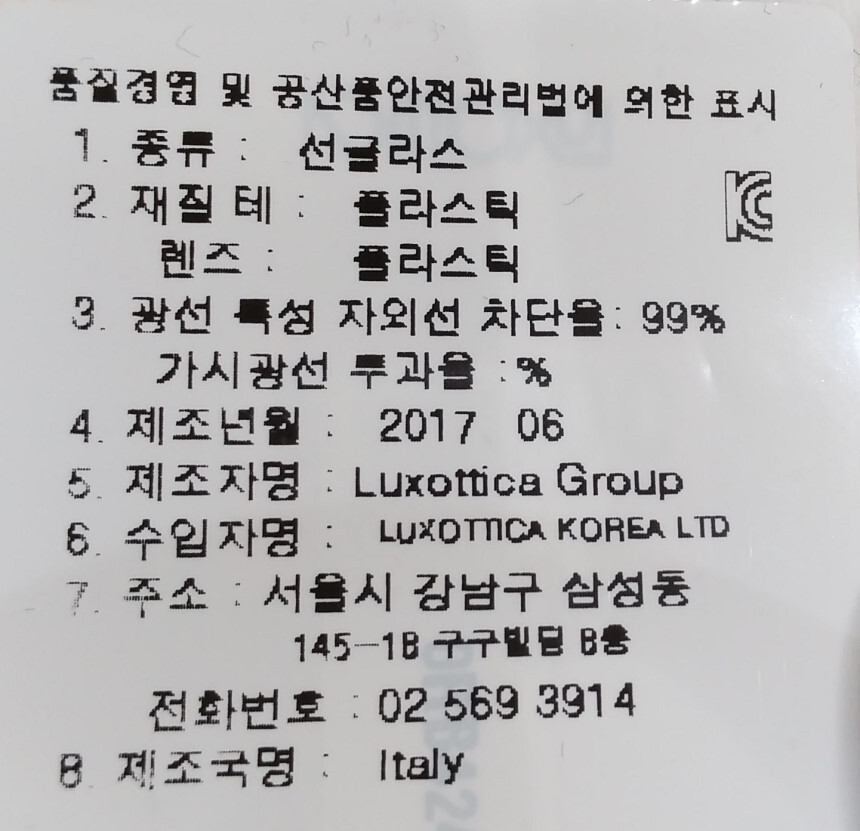 품질경영 및 공산품안전관리법에 의한 표시
1. 종류 : 선글라스
2. 재질 테 : 플라스틱
KC
렌즈 : 플라스틱
3. 광선 특성 자외선 차단율: 99%
가시광선 투과율 :%
4. 제조년월 : 2017 06
5. 제조자명 : Luxottica Group
6. 수입자명 : LUXOTTICA KOREA LTD
7. 주소 : 서울시 강남구 삼성동
145-18 구구빌딩 8층
전화번호 : 02 569 3914
8. 제조국명 : Italy